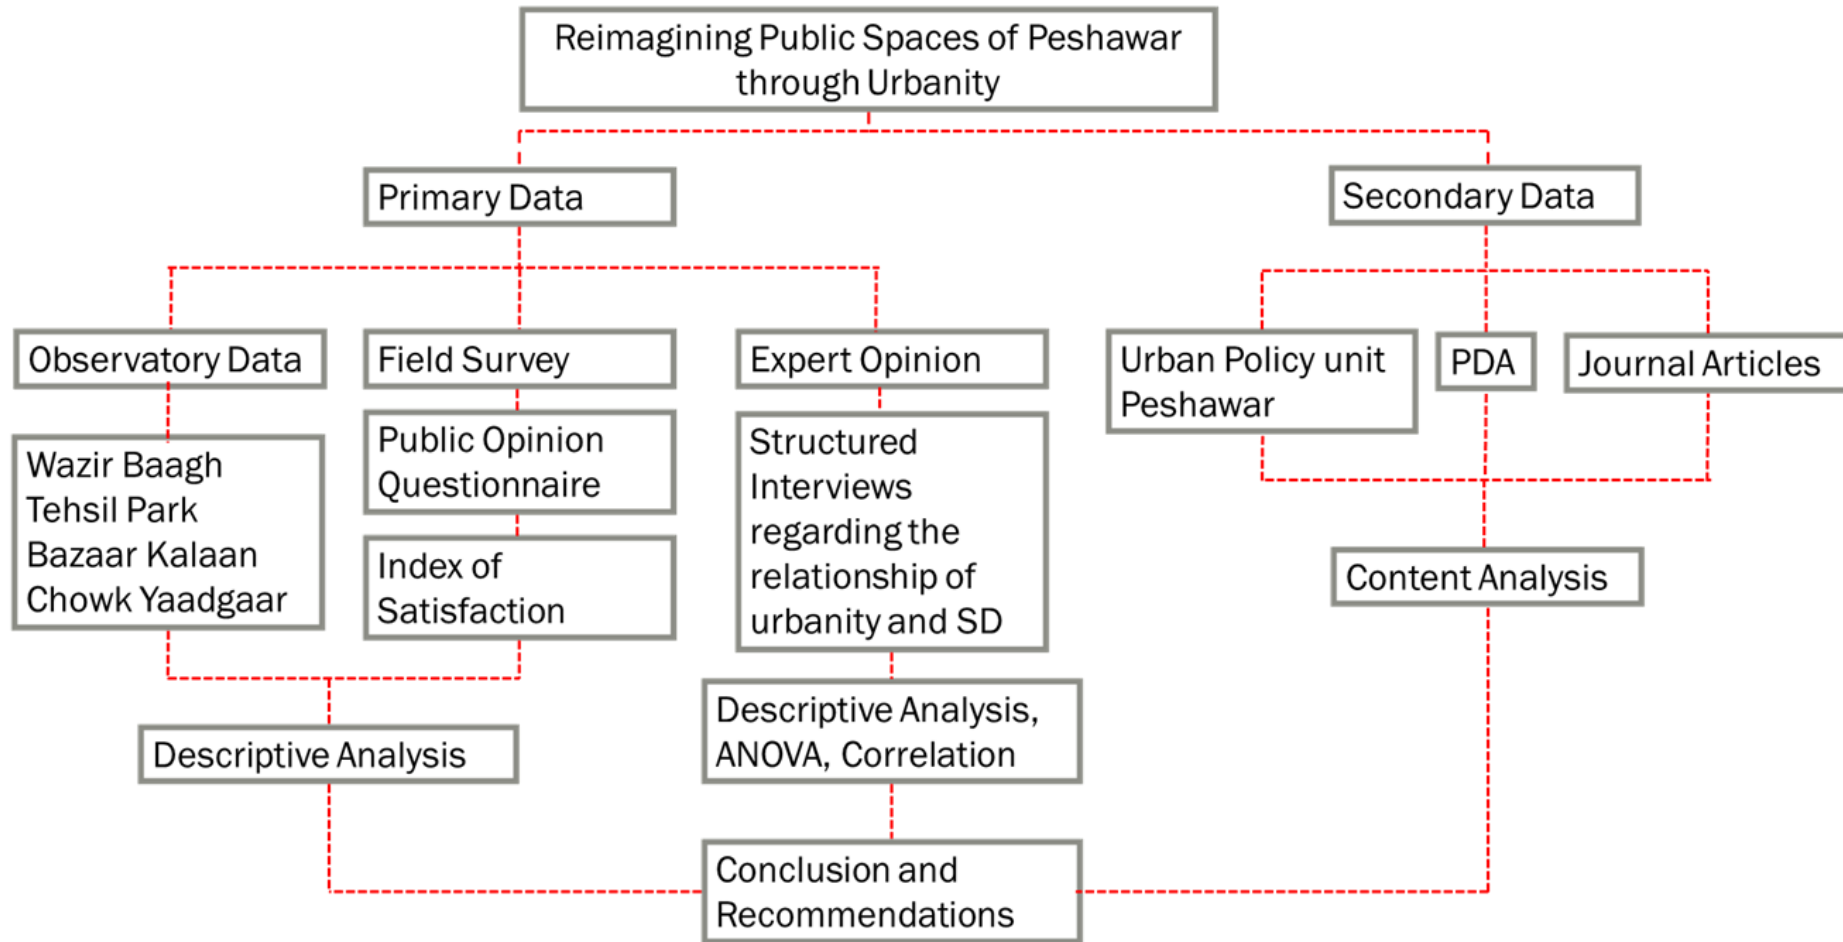 Reimagining Public Spaces of Peshawar
through Urbanity
Primary Data
Secondary Data
Observatory Data
Field Survey
Expert Opinion
Urban Policy unit
Peshawar
PDA
Journal Articles
Wazir Baagh
Tehsil Park
Bazaar Kalaan
Chowk Yaadgaar
Public Opinion
Questionnaire
Index of
Satisfaction
Structured
Interviews
regarding the
relationship of
urbanity and SD
Content Analysis
Descriptive Analysis
Descriptive Analysis,
ANOVA, Correlation
Conclusion and
Recommendations